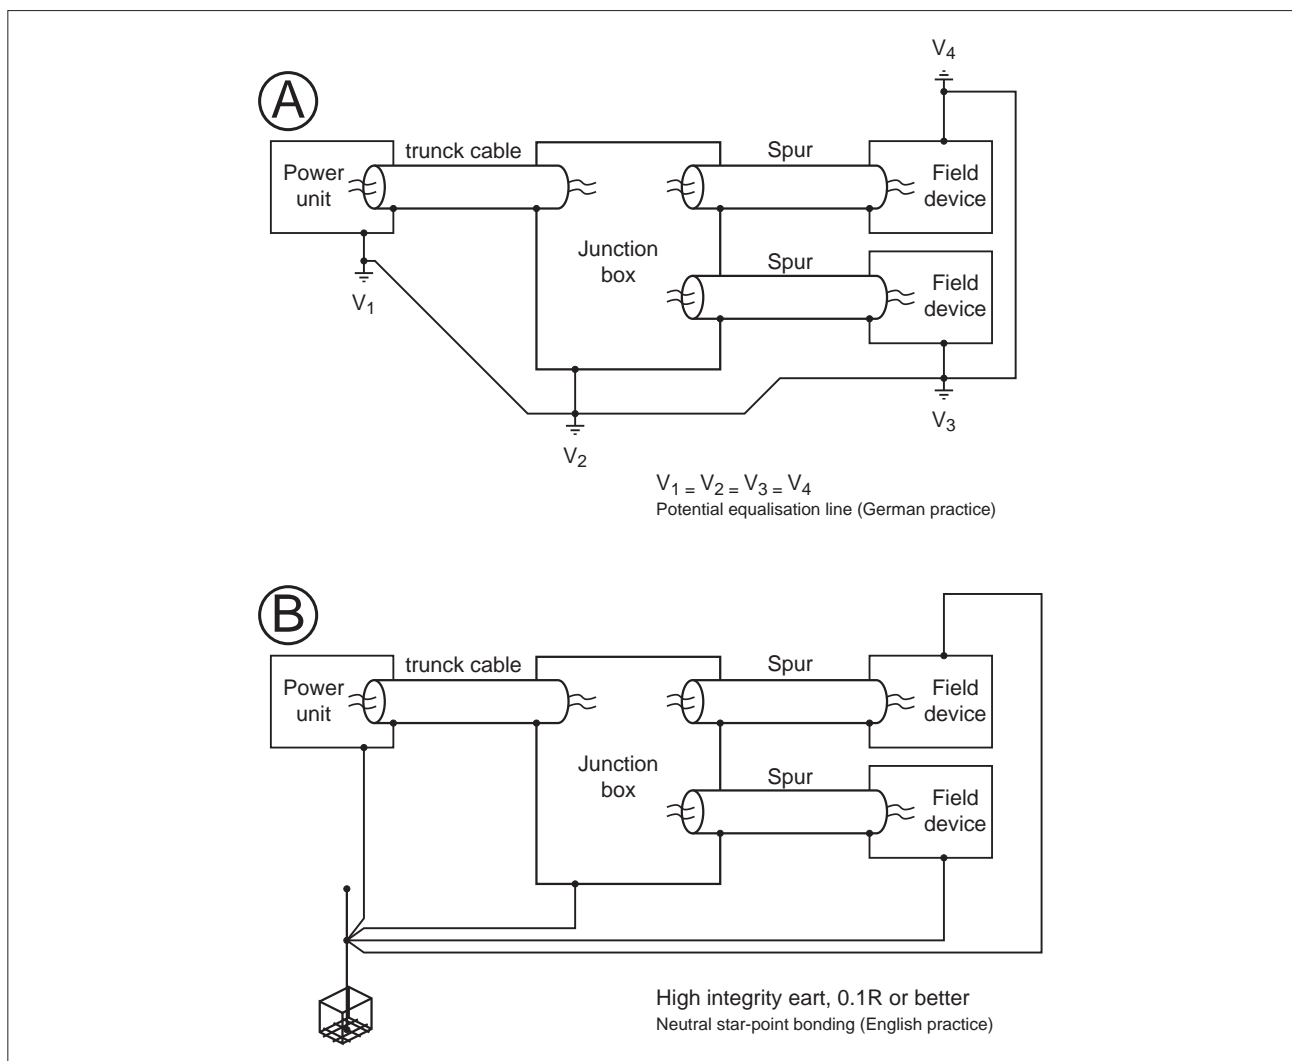 A
V4
trunck cable
Spur
Power
unit
Field
device
Junction
box
Spur
Field
device
V1
V3
V2
V1 = V2 = V3 = V4
Potential equalisation line (German practice)
B
trunck cable
Spur
Power
unit
Field
device
Junction
box
Spur
Field
device
High integrity eart, 0.1R or better
Neutral star-point bonding (English practice)